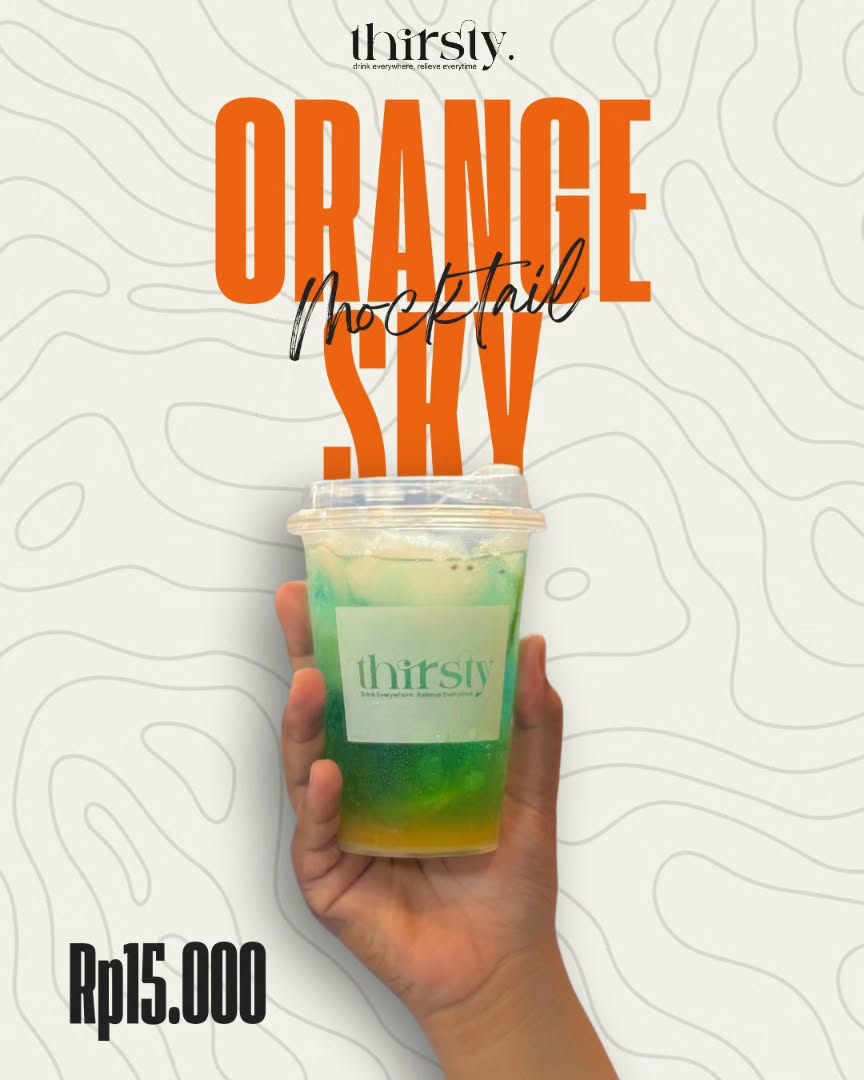 thirsty.
drink everywhere, relieve everytime
ORANGE
Mocktail
SKY
thirsty
Drink Everywhere. Relieve Everytime
Rp15.000